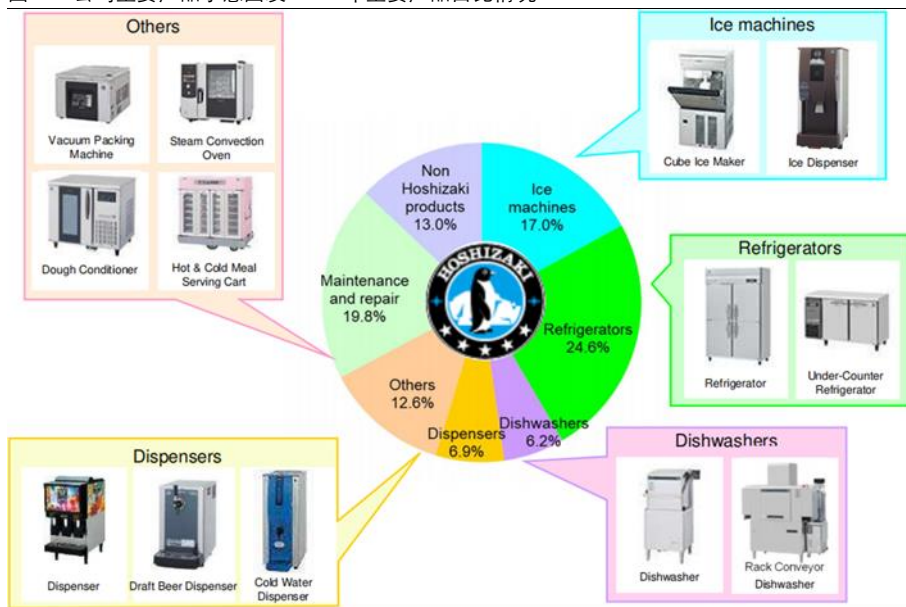 Others
Vacuum Packing
Machine
Steam Convection
Oven
Dough Conditioner
Hot & Cold Meal
Serving Cart
Ice machines
Cube Ice Maker
Ice Dispenser
Non
Hoshizaki
products
13.0%
Ice
machines
17.0%
HOSHIZAKI
Maintenance
and repair
19.8%
Refrigerators
24.6%
Others
12.6%
Dispensers
6.9%
Dishwashers
6.2%
Refrigerators
Refrigerator
Under-Counter
Refrigerator
Dispensers
Dispenser
Draft Beer Dispenser
Cold Water
Dispenser
Dishwashers
Dishwasher
Rack Conveyor
Dishwasher